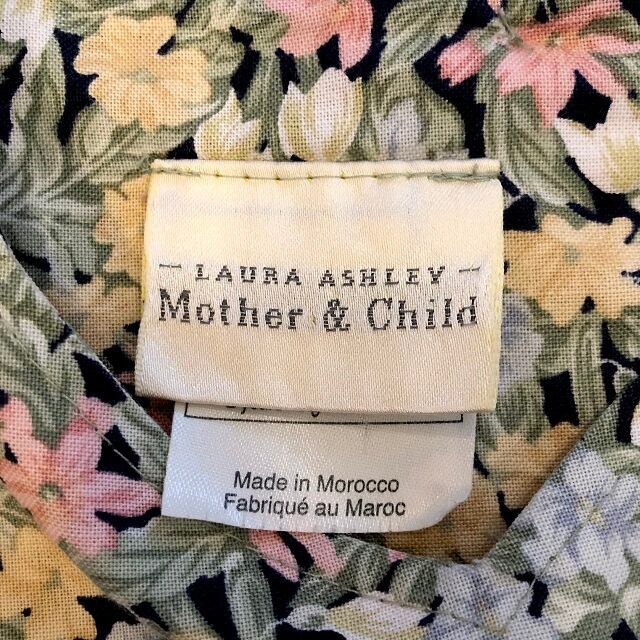 LAURA ASHLEY
Mother & Child
Made in Morocco
Fabriqué au Maroc